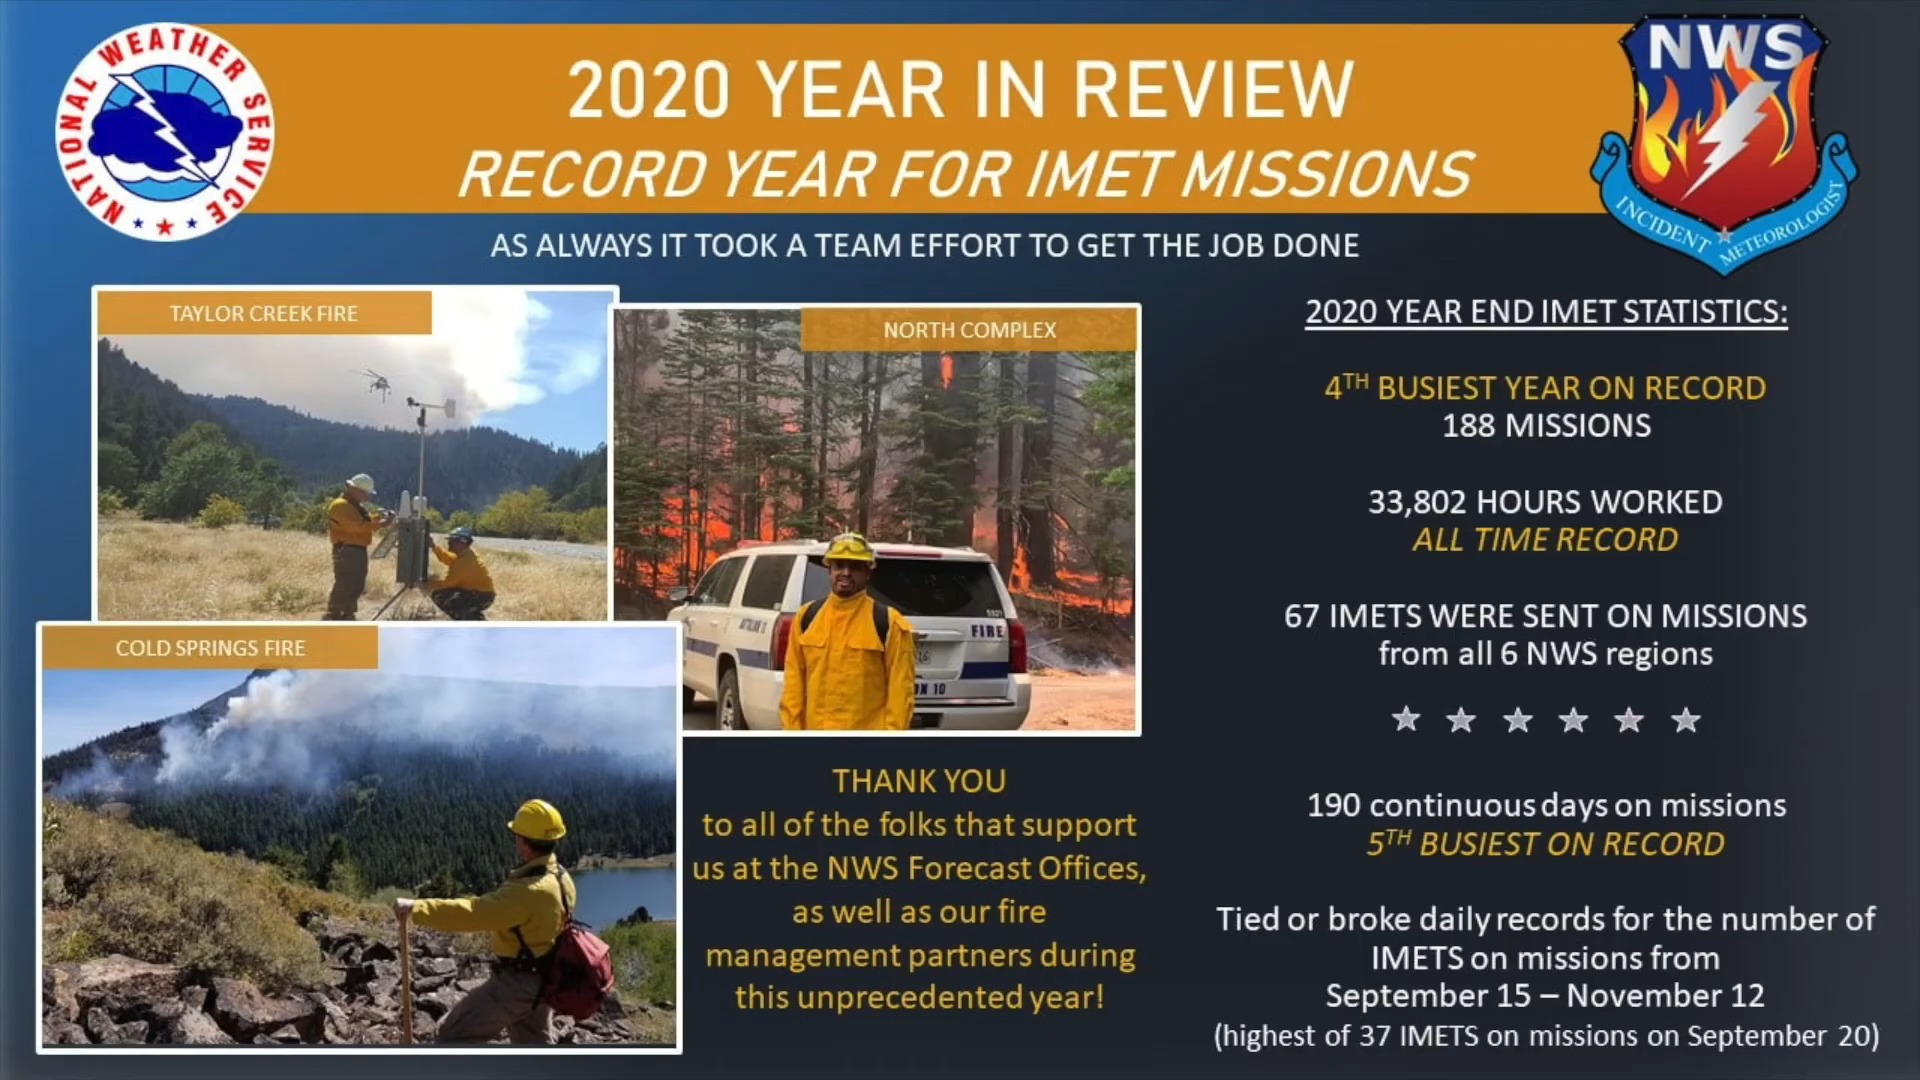 NATIONAL WEATHER SERVICE
2020 YEAR IN REVIEW
RECORD YEAR FOR IMET MISSIONS
NWS
INCIDENT METEOROLOGIST
AS ALWAYS IT TOOK A TEAM EFFORT TO GET THE JOB DONE
TAYLOR CREEK FIRE
NORTH COMPLEX
FIRE
COLD SPRINGS FIRE
THANK YOU
to all of the folks that support
us at the NWS Forecast Offices,
as well as our fire
management partners during
this unprecedented year!
2020 YEAR END IMET STATISTICS:
4TH BUSIEST YEAR ON RECORD
188 MISSIONS
33,802 HOURS WORKED
ALL TIME RECORD
67 IMETS WERE SENT ON MISSIONS
from all 6 NWS regions
190 continuous days on missions
5TH BUSIEST ON RECORD
Tied or broke daily records for the number of
IMETS on missions from
September 15 – November 12
(highest of 37 IMETS on missions on September 20)